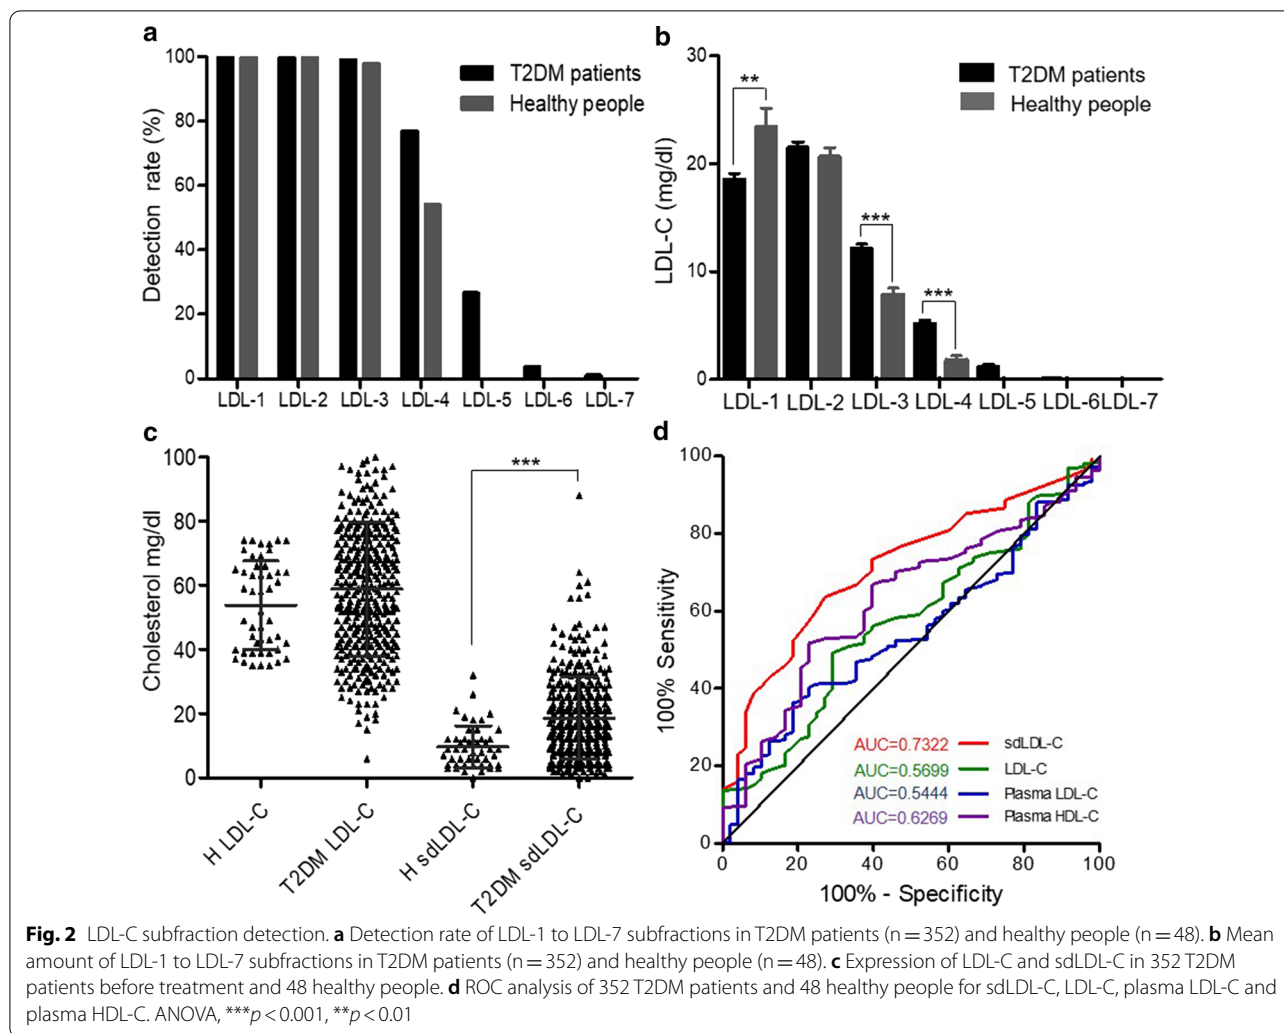 a
100
80
60
40
20
0
Detection rate (%)
T2DM patients
Healthy people
LDL-1 LDL-2 LDL-3 LDL-4 LDL-5 LDL-6 LDL-7
b
30
20
10
0
LDL-C (mg/dl)
T2DM patients
Healthy people
**
***
***
LDL-1 LDL-2 LDL-3 LDL-4 LDL-5 LDL-6 LDL-7
c
100
80
60
40
20
0
Cholesterol mg/dl
***
H LDL-C
T2DM LDL-C
H sdLDL-C
T2DM sdLDL-C
d
100
80
60
40
20
0
100% Sensitivity
AUC=0.7322 sdLDL-C
AUC=0.5699 LDL-C
AUC=0.5444 Plasma LDL-C
AUC=0.6269 Plasma HDL-C
0 20 40 60 80 100
100% - Specificity
Fig. 2 LDL-C subfraction detection. a Detection rate of LDL-1 to LDL-7 subfractions in T2DM patients (n = 352) and healthy people (n = 48). b Mean
amount of LDL-1 to LDL-7 subfractions in T2DM patients (n = 352) and healthy people (n = 48). c Expression of LDL-C and sdLDL-C in 352 T2DM
patients before treatment and 48 healthy people. d ROC analysis of 352 T2DM patients and 48 healthy people for sdLDL-C, LDL-C, plasma LDL-C and
plasma HDL-C. ANOVA, ***p < 0.001, **p < 0.01